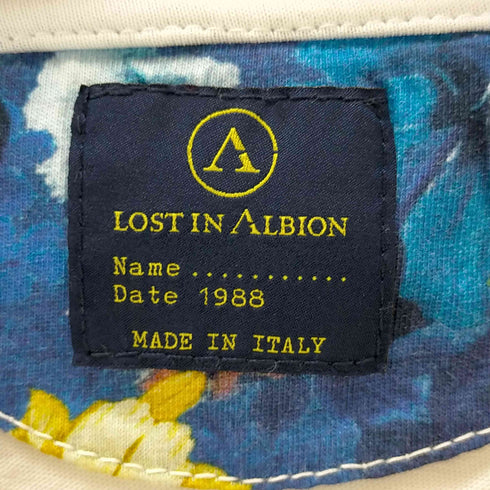 LOST IN ALBION
Name ...........
Date 1988
MADE IN ITALY